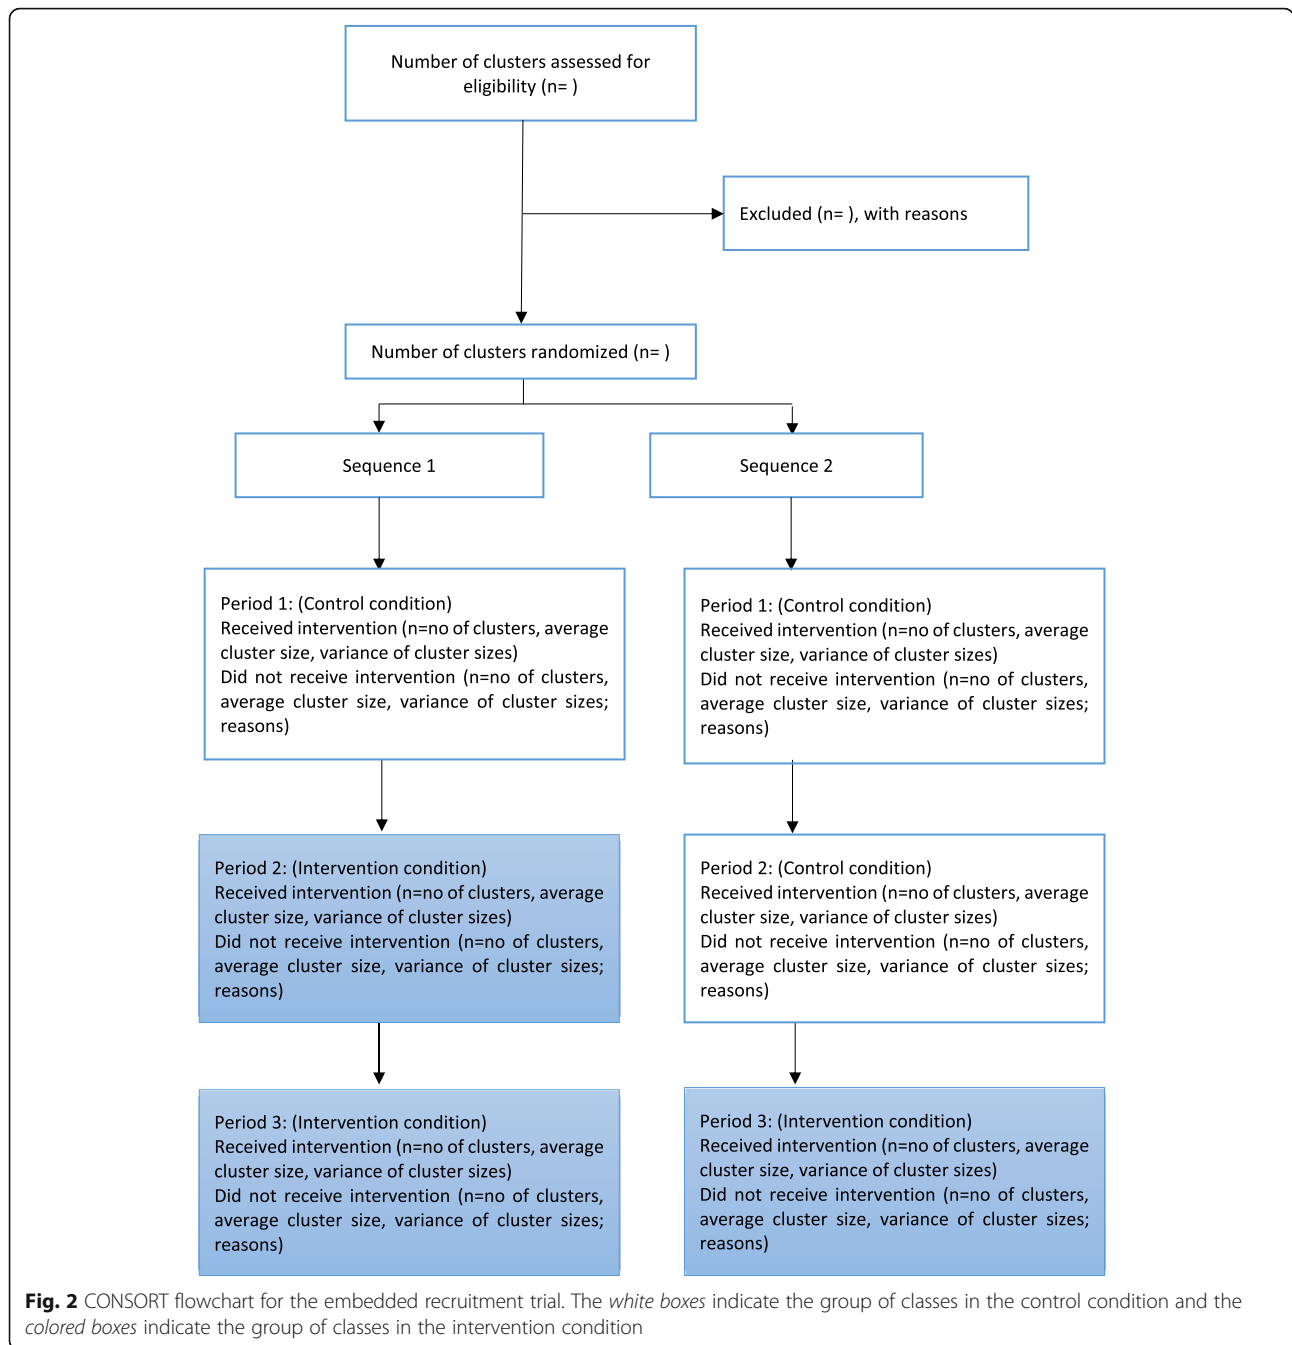 Number of clusters assessed for
eligibility (n= )
Excluded (n= ), with reasons
Number of clusters randomized (n= )
Sequence 1
Sequence 2
Period 1: (Control condition)
Received intervention (n=no of clusters, average
cluster size, variance of cluster sizes)
Did not receive intervention (n=no of clusters,
average cluster size, variance of cluster sizes;
reasons)
Period 1: (Control condition)
Received intervention (n=no of clusters, average
cluster size, variance of cluster sizes)
Did not receive intervention (n=no of clusters,
average cluster size, variance of cluster sizes;
reasons)
Period 2: (Intervention condition)
Received intervention (n=no of clusters, average
cluster size, variance of cluster sizes)
Did not receive intervention (n=no of clusters,
average cluster size, variance of cluster sizes;
reasons)
Period 2: (Control condition)
Received intervention (n=no of clusters, average
cluster size, variance of cluster sizes)
Did not receive intervention (n=no of clusters,
average cluster size, variance of cluster sizes;
reasons)
Period 3: (Intervention condition)
Received intervention (n=no of clusters, average
cluster size, variance of cluster sizes)
Did not receive intervention (n=no of clusters,
average cluster size, variance of cluster sizes;
reasons)
Period 3: (Intervention condition)
Received intervention (n=no of clusters, average
cluster size, variance of cluster sizes)
Did not receive intervention (n=no of clusters,
average cluster size, variance of cluster sizes;
reasons)
Fig. 2 CONSORT flowchart for the embedded recruitment trial. The white boxes indicate the group of classes in the control condition and the
colored boxes indicate the group of classes in the intervention condition